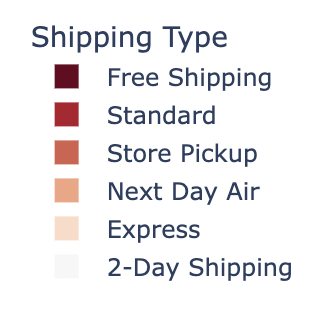 Shipping Type
Free Shipping
Standard
Store Pickup
Next Day Air
Express
2-Day Shipping